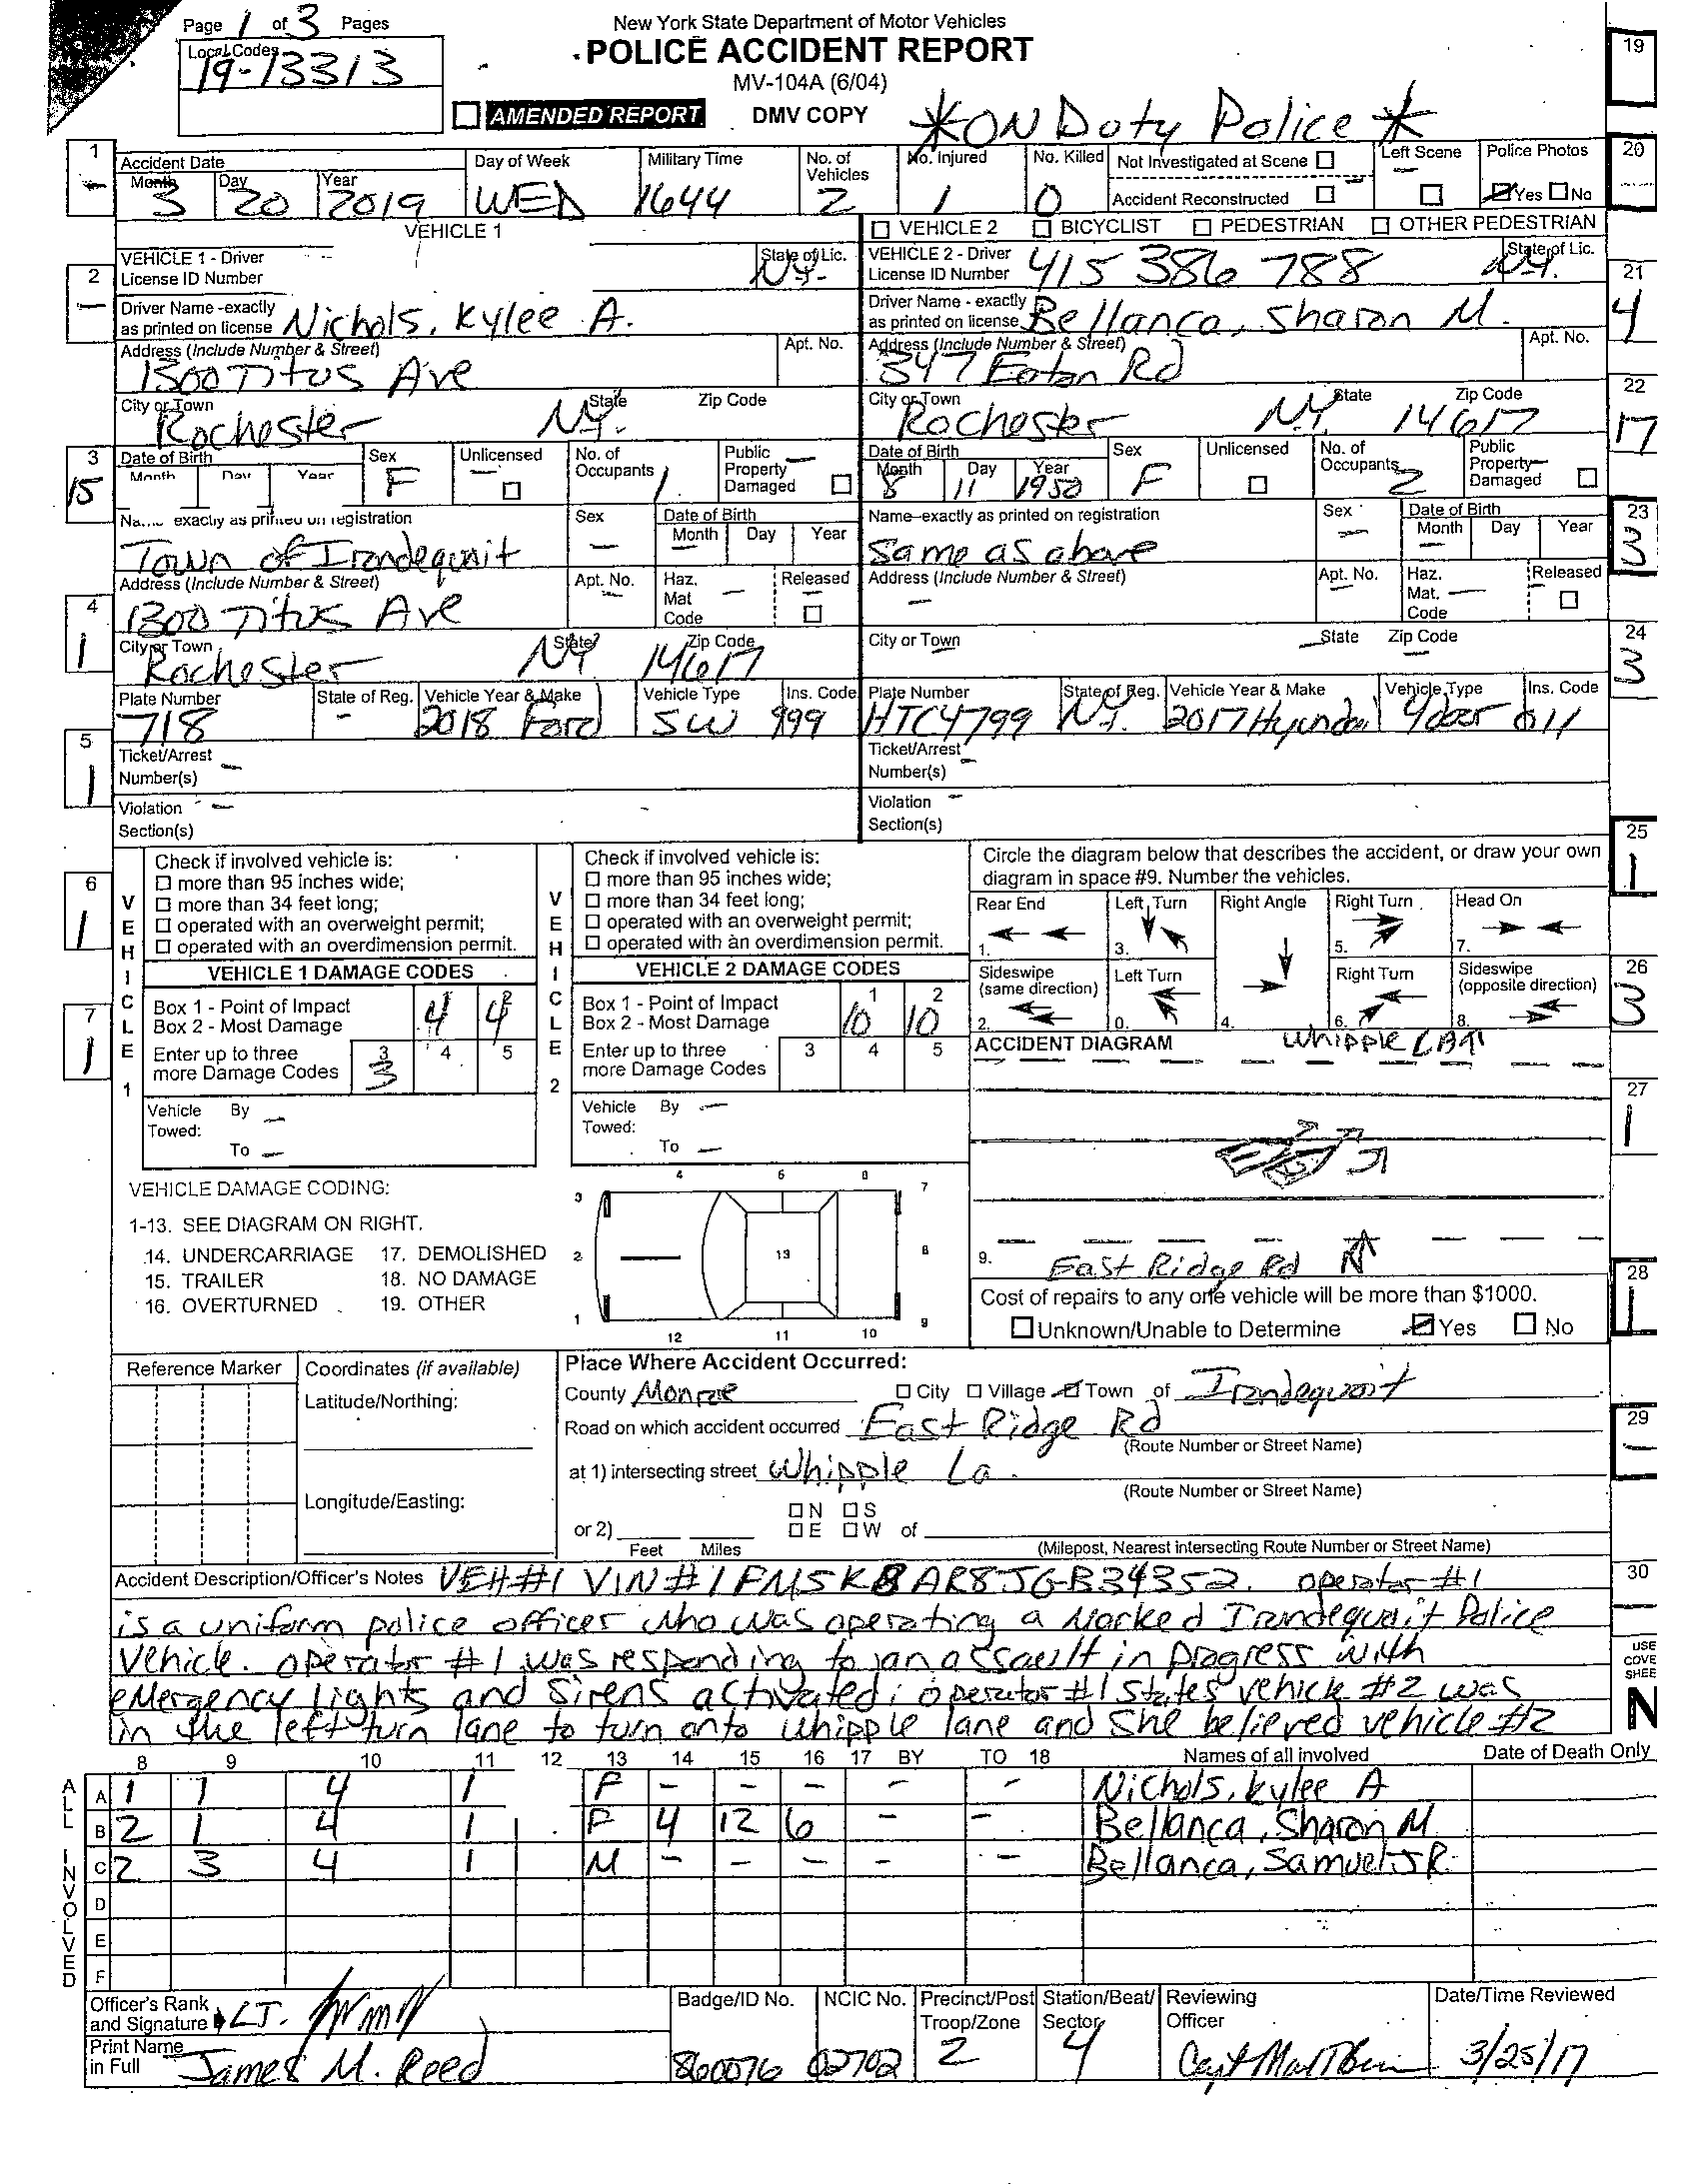 Page 1 of 3 Pages
New York State Department of Motor Vehicles
Local Codes
19-13313
POLICE ACCIDENT REPORT
MV-104A (6/04)
AMENDED REPORT DMV COPY
*ON Doty Police*
19
1 Accident Date Day of Week Military Time No. of Vehicles No. Injured No. Killed Not Investigated at Scene Left Scene Police Photos 20
Month Day Year Accident Reconstructed Yes No
3 20 2019 WED 1644 2 1 0
VEHICLE 1 VEHICLE 2 BICYCLIST PEDESTRIAN OTHER PEDESTRIAN
2 VEHICLE 1 - Driver License ID Number State of Lic. N.Y. VEHICLE 2 - Driver License ID Number 415 386 788 State of Lic. N.Y. 21
Driver Name -exactly as printed on license Nichols, Kylee A. Driver Name - exactly as printed on license Bellanca, Sharon M. 4
Address (Include Number & Street) Apt. No. Address (Include Number & Street) Apt. No.
1300 Titus Ave 347 Eaton Rd
City or Town State Zip Code City or Town State Zip Code 22
Rochester N.Y. Rochester N.Y. 14617 17
3 Date of Birth Sex Unlicensed No. of Occupants Public Property Damaged Date of Birth Sex Unlicensed No. of Occupants Public Property Damaged
15 Month Day Year F 1 Month Day Year 8 11 1950 F 2
exactly as printed on registration Sex Date of Birth Name-exactly as printed on registration Sex Date of Birth 23
Town of Irondequoit Month Day Year Same as above Month Day Year 3
Address (Include Number & Street) Apt. No. Haz. Mat Code Released Address (Include Number & Street) Apt. No. Haz. Mat. Code Released
4 1300 Titus Ave
1 City or Town State Zip Code City or Town State Zip Code 24
Rochester NY 14617 3
Plate Number State of Reg. Vehicle Year & Make Vehicle Type Ins. Code Plate Number State of Reg. Vehicle Year & Make Vehicle Type Ins. Code
718 - 2018 Ford SW 999 HTC4799 N.Y. 2017 Hyundai 4door 011
5 Ticket/Arrest Number(s) Ticket/Arrest Number(s)
1 Violation Section(s) Violation Section(s)
25
1
Check if involved vehicle is: Check if involved vehicle is: Circle the diagram below that describes the accident, or draw your own
6 more than 95 inches wide; more than 95 inches wide; diagram in space #9. Number the vehicles.
1 more than 34 feet long; more than 34 feet long; Rear End Left Turn Right Angle Right Turn Head On
operated with an overweight permit; operated with an overweight permit;
operated with an overdimension permit. operated with an overdimension permit. 1. 3. 5. 7.
VEHICLE 1 VEHICLE 1 DAMAGE CODES VEHICLE 2 VEHICLE 2 DAMAGE CODES Sideswipe (same direction) Left Turn Right Turn Sideswipe (opposite direction) 26
7 Box 1 - Point of Impact 1 2 Box 1 - Point of Impact 1 2 3
1 Box 2 - Most Damage 4 4 Box 2 - Most Damage 10 10 2. 0. 4. 6. 8.
Enter up to three more Damage Codes 3 4 5 Enter up to three more Damage Codes 3 4 5 ACCIDENT DIAGRAM Whipple
3
Vehicle Towed: By Vehicle Towed: By 27
To To 1
VEHICLE DAMAGE CODING:
1-13. SEE DIAGRAM ON RIGHT.
14. UNDERCARRIAGE 17. DEMOLISHED
15. TRAILER 18. NO DAMAGE
16. OVERTURNED 19. OTHER
4 5 6 7
3 2 13 8
1 12 11 10 9
9. East Ridge Rd N
Cost of repairs to any one vehicle will be more than $1000. 28
Unknown/Unable to Determine Yes No 1
Reference Marker Coordinates (if available) Place Where Accident Occurred:
Latitude/Northing: County Monroe City Village Town of Irondequoit
Road on which accident occurred East Ridge Rd 29
(Route Number or Street Name)
at 1) intersecting street Whipple La.
Longitude/Easting: (Route Number or Street Name)
or 2) Feet Miles N S E W of
(Milepost, Nearest intersecting Route Number or Street Name)
Accident Description/Officer's Notes VEH#1 VIN#1FM5K8AR8JGB34352. operator #1 30
is a uniform police officer who was operating a Marked Irondequoit Police
Vehicle. operator #1 was responding to an assault in progress with
emergency lights and sirens activated; operator #1 states vehicle #2 was
in the left turn lane to turn onto whipple lane and she believed vehicle #2
USE COVE SHEE N
8 9 10 11 12 13 14 15 16 17 BY TO 18 Names of all involved Date of Death Only
ALL INVOLVED
A 1 1 4 1 F - - - - - Nichols, Kylee A
B 2 1 4 1 F 4 12 6 - - Bellanca, Sharon M
C 2 3 4 1 M - - - - - Bellanca, Samuel JR
D
E
F
Officer's Rank and Signature LT. Badge/ID No. NCIC No. Precinct/Post Troop/Zone Station/Beat/ Sector Reviewing Officer Date/Time Reviewed
Print Name in Full James M. Reed 860076 02702 2 4 Capt 3/25/17